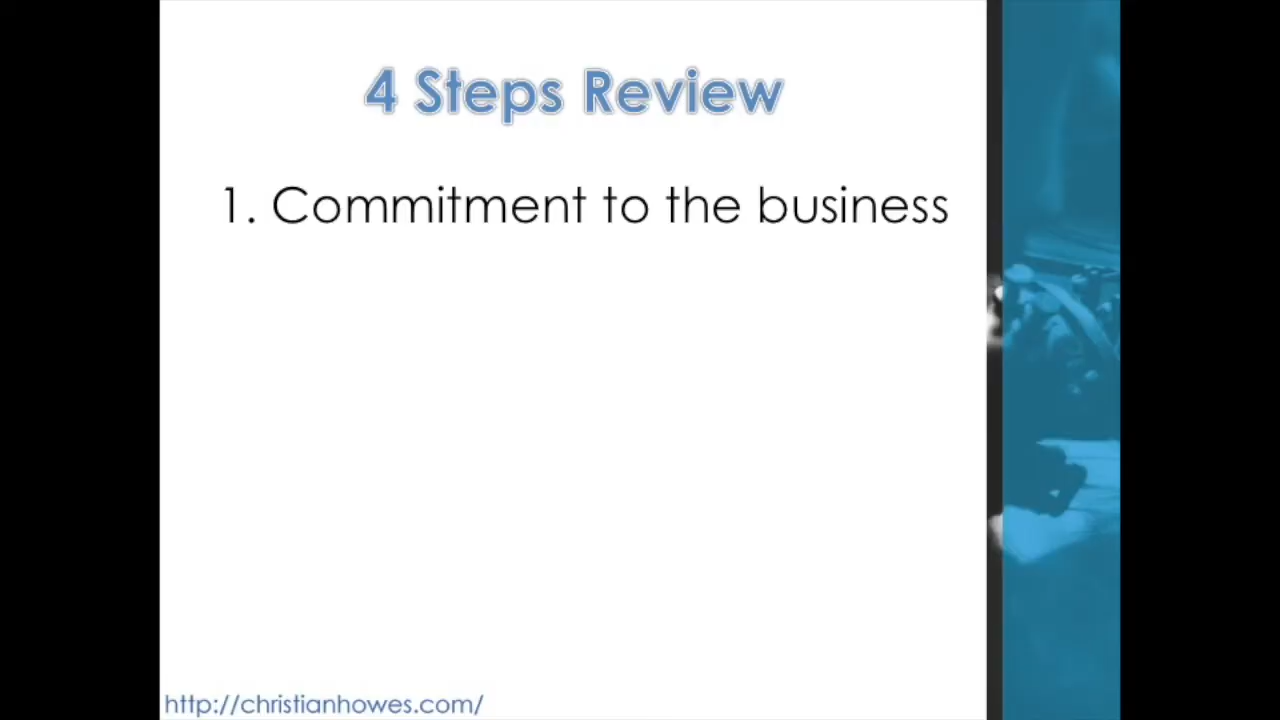 4 Steps Review
1. Commitment to the business
http://christianhowes.com/